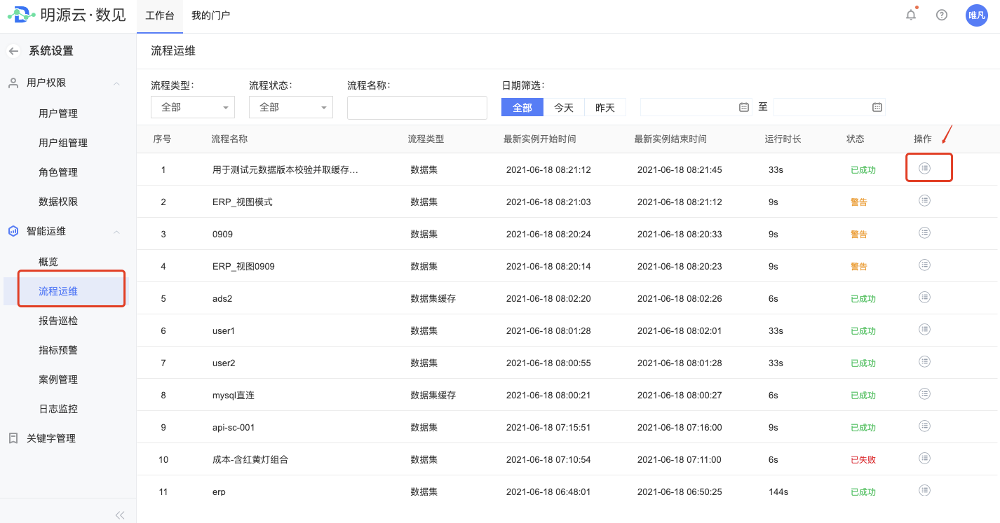 明源云·数见 工作台 我的门户 唯凡
系统设置
用户权限
用户管理
用户组管理
角色管理
数据权限
智能运维
概览
流程运维
报告巡检
指标预警
案例管理
日志监控
关键字管理
流程运维
流程类型： 流程状态： 流程名称： 日期筛选：
全部 全部 全部 今天 昨天 至
序号 流程名称 流程类型 最新实例开始时间 最新实例结束时间 运行时长 状态 操作
1 用于测试元数据版本校验并取缓存... 数据集 2021-06-18 08:21:12 2021-06-18 08:21:45 33s 已成功
2 ERP_视图模式 数据集 2021-06-18 08:21:03 2021-06-18 08:21:12 9s 警告
3 0909 数据集 2021-06-18 08:20:24 2021-06-18 08:20:33 9s 警告
4 ERP_视图0909 数据集 2021-06-18 08:20:14 2021-06-18 08:20:23 9s 警告
5 ads2 数据集缓存 2021-06-18 08:02:20 2021-06-18 08:02:26 6s 已成功
6 user1 数据集 2021-06-18 08:01:28 2021-06-18 08:02:01 33s 已成功
7 user2 数据集 2021-06-18 08:00:55 2021-06-18 08:01:28 33s 已成功
8 mysql直连 数据集缓存 2021-06-18 08:00:21 2021-06-18 08:00:27 6s 已成功
9 api-sc-001 数据集 2021-06-18 07:15:51 2021-06-18 07:16:00 9s 已成功
10 成本-含红黄灯组合 数据集 2021-06-18 07:10:54 2021-06-18 07:11:00 6s 已失败
11 erp 数据集 2021-06-18 06:48:01 2021-06-18 06:50:25 144s 已成功